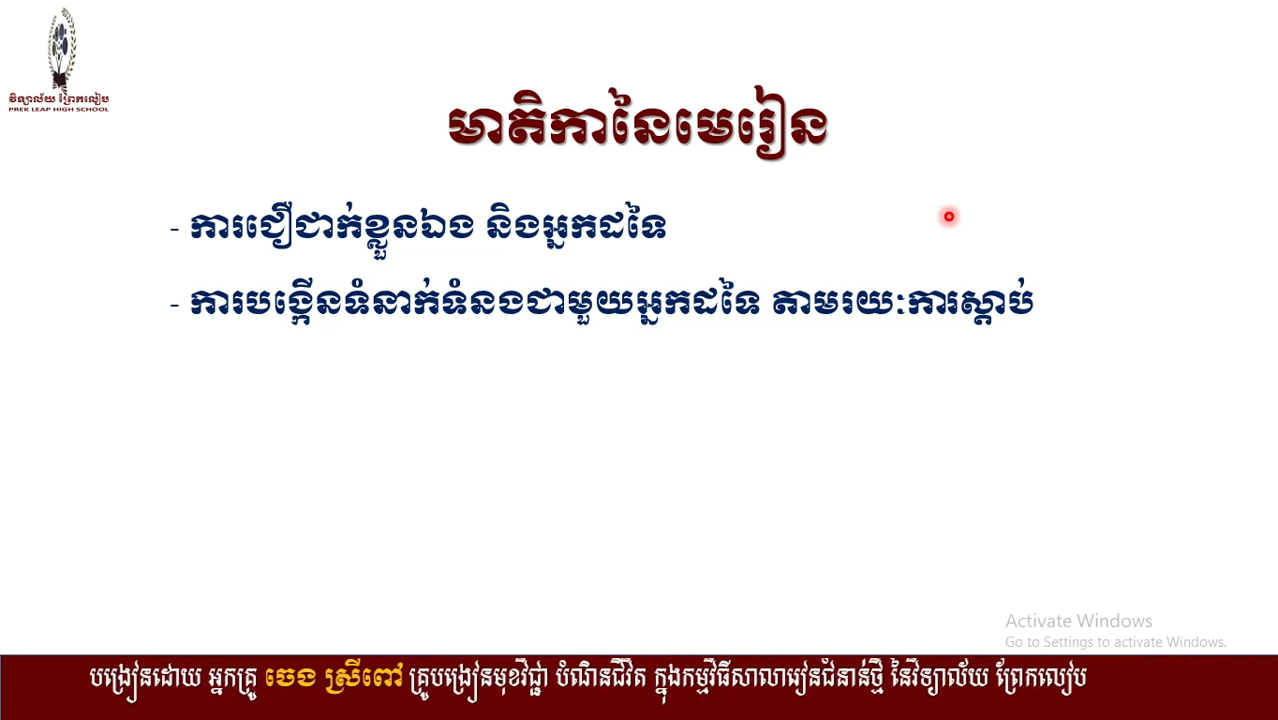 វិទ្យាល័យ ព្រែកលៀប
PREK LEAP HIGH SCHOOL
មាតិកានៃមេរៀន
- ការជឿជាក់ខ្លួនឯង និងអ្នកដទៃ
- ការបង្កើនទំនាក់ទំនងជាមួយអ្នកដទៃ តាមរយៈការស្តាប់
Activate Windows
Go to Settings to activate Windows.
បង្រៀនដោយ អ្នកគ្រូ ចេង ស្រីពៅ គ្រូបង្រៀនមុខវិជ្ជា បំណិនជីវិត ក្នុងកម្មវិធីសាលារៀនជំនាន់ថ្មី នៃវិទ្យាល័យ ព្រែកលៀប